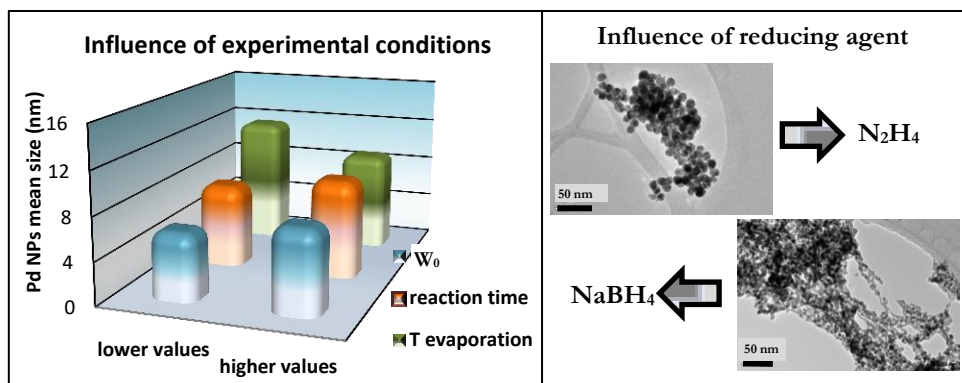 Influence of experimental conditions
Pd NPs mean size (nm)
16
12
8
4
0
lower values
higher values
W₀
reaction time
T evaporation
Influence of reducing agent
50 nm
N₂H₄
NaBH₄
50 nm